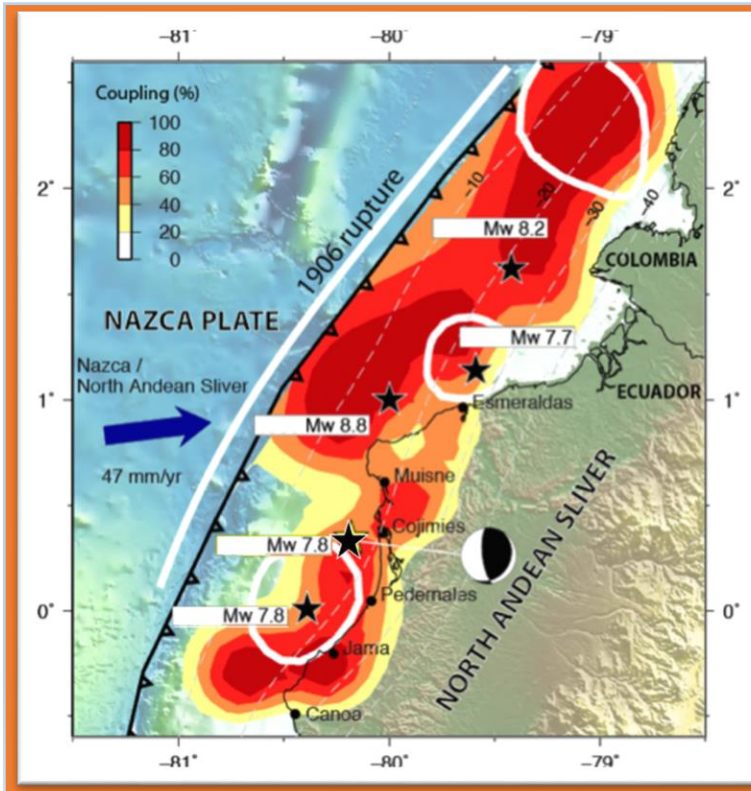 -81° -80° -79°
Coupling (%)
100
80
60
40
20
0
2°
2°
1906 rupture
-10
-20
-30
-40
Mw 8.2
COLOMBIA
NAZCA PLATE
Mw 7.7
Nazca /
North Andean Sliver
ECUADOR
1°
1°
Esmeraldas
Mw 8.8
47 mm/yr
Muisne
Cojimies
Mw 7.8
Pedernalas
NORTH ANDEAN SLIVER
0°
0°
Mw 7.8
Jama
Canoa
-81° -80° -79°